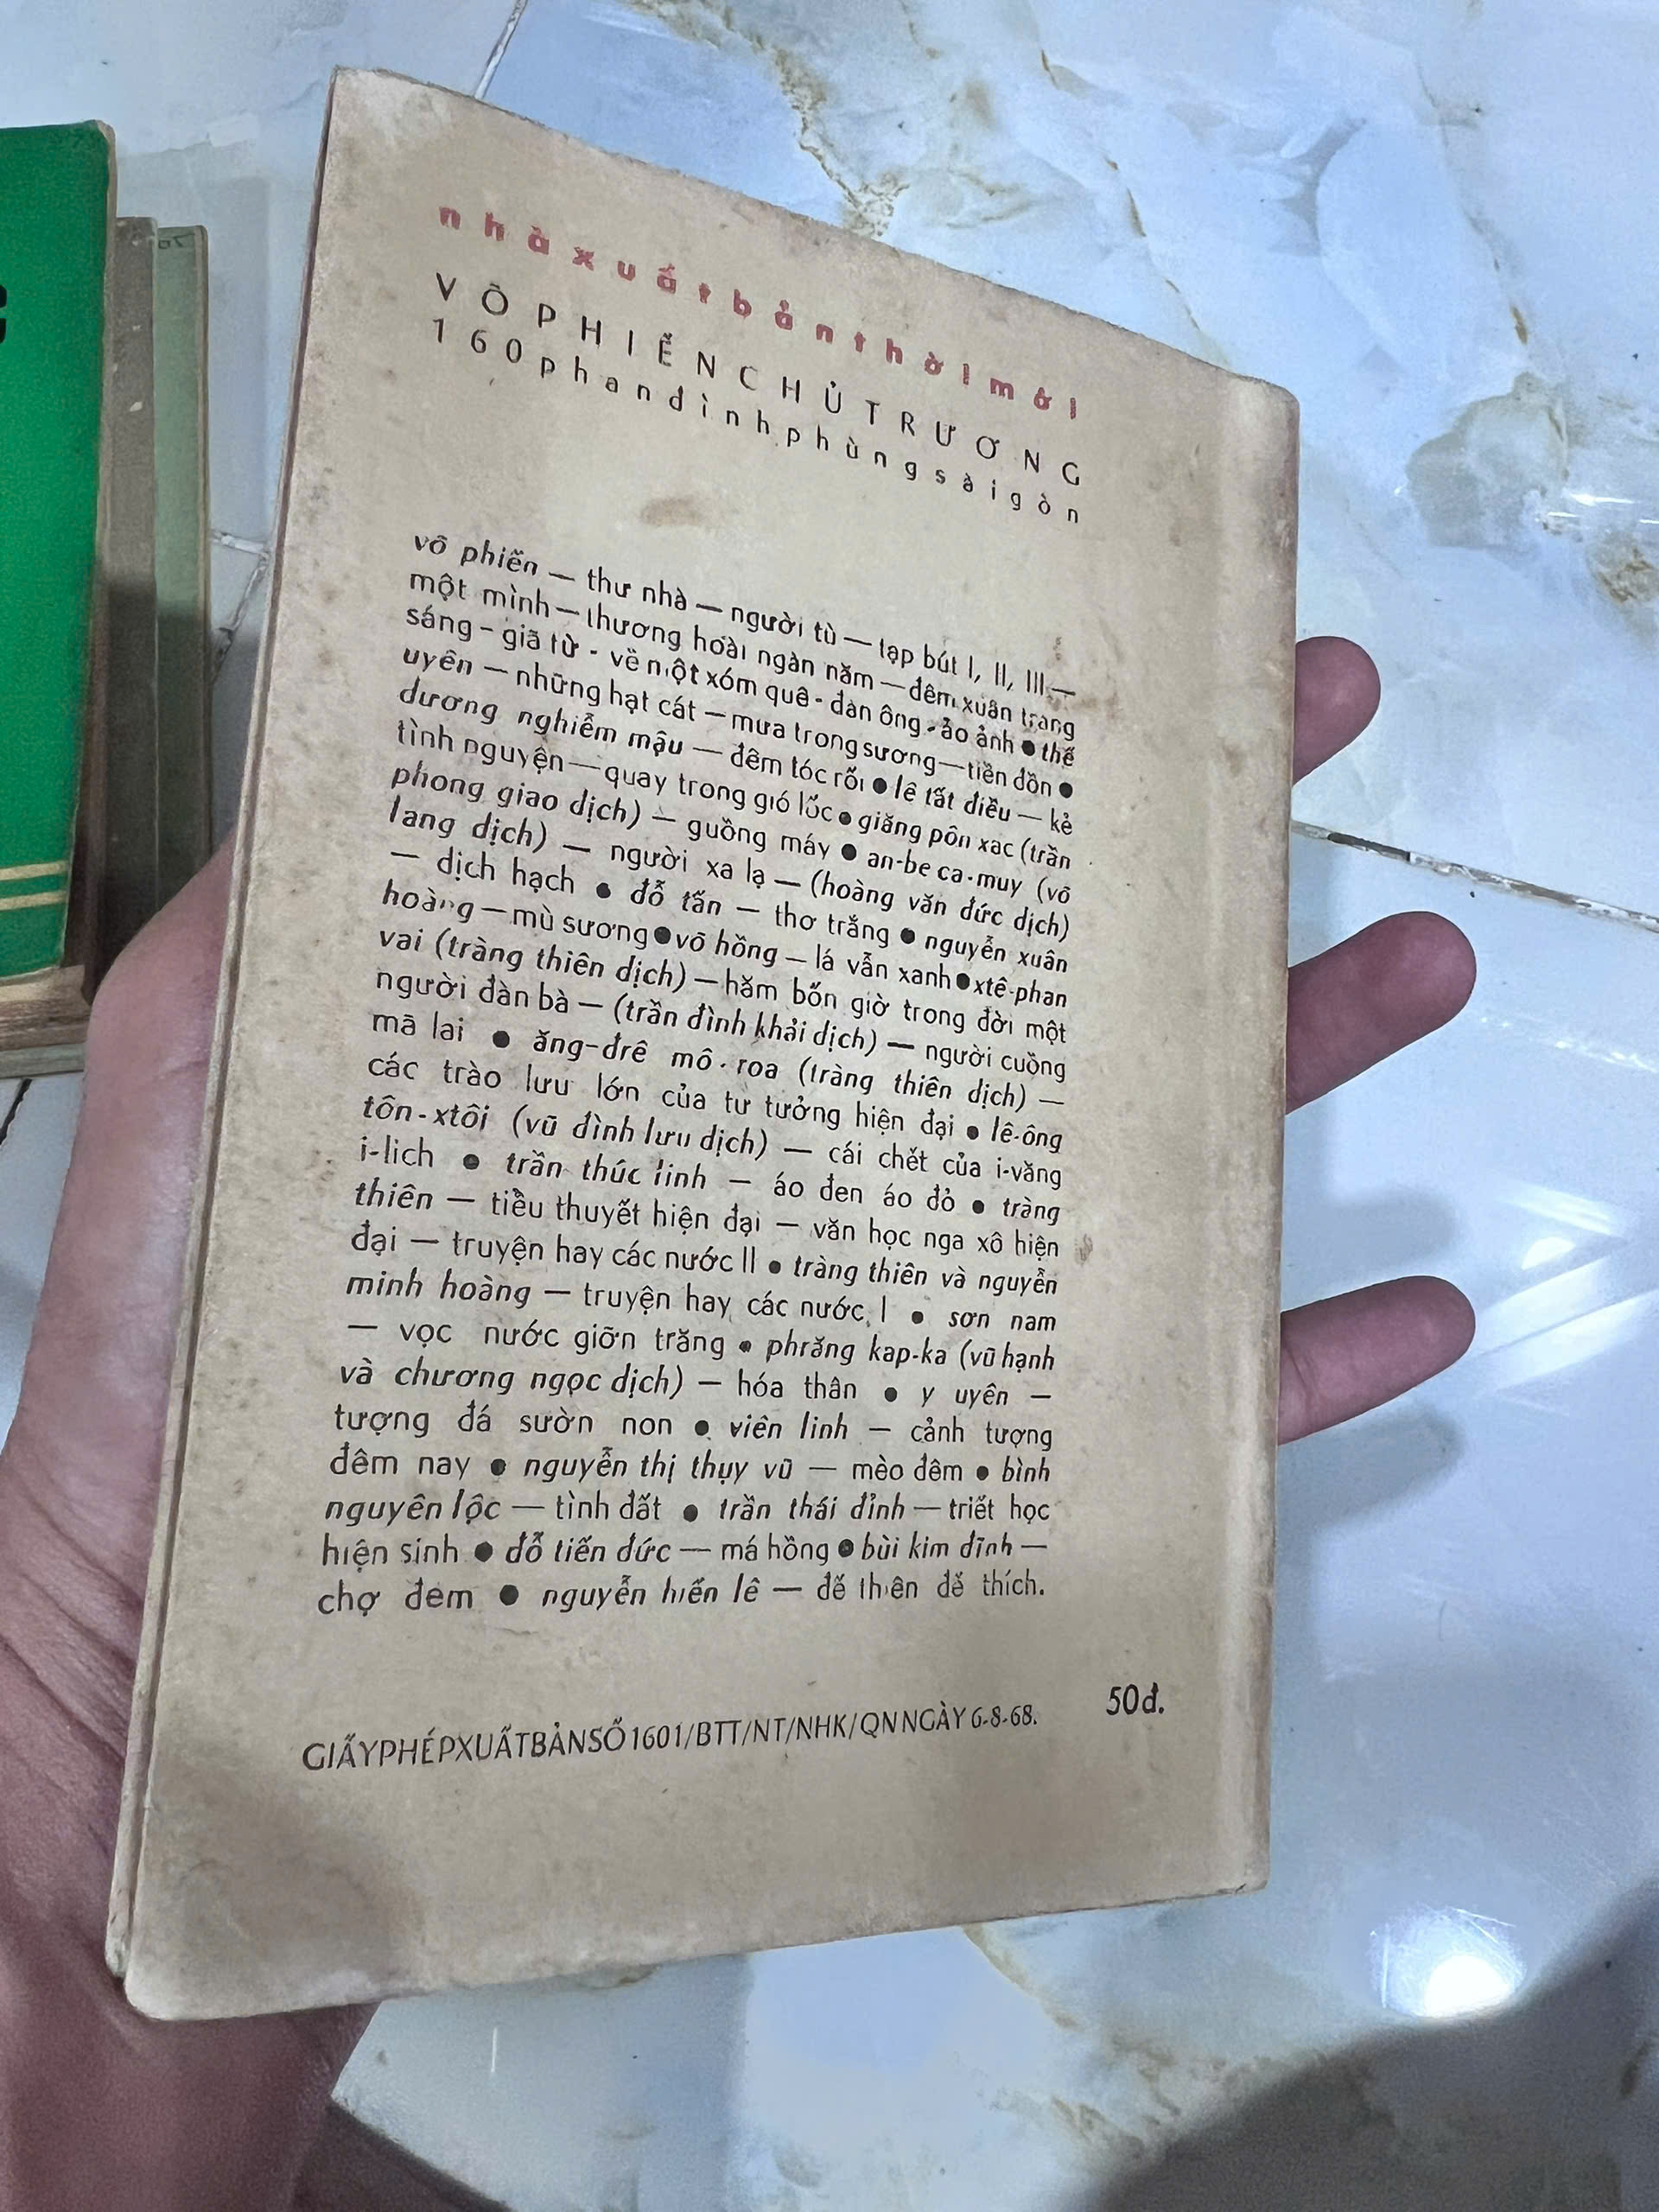 nhà xuất bản thời mới
VÕ PHIẾN CHỦ TRƯƠNG
160 phan đình phùng sài gòn
võ phiến — thư nhà — người tù — tạp bút I, II, III —
một mình — thương hoài ngàn năm — đêm xuân trăng
sáng - giã từ - về một xóm quê - đàn ông - ảo ảnh ● thế
uyên — những hạt cát — mưa trong sương — tiền đồn ●
dương nghiễm mậu — đêm tóc rối ● lê tất điều — kẻ
tình nguyện — quay trong gió lốc ● giăng pôn xac (trần
phong giao dịch) — guồng máy ● an-be ca-muy (võ
lang dịch) — người xa lạ — (hoàng văn đức dịch)
— dịch hạch ● đỗ tấn — thơ trắng ● nguyễn xuân
hoàng — mù sương ● võ hồng — lá vẫn xanh ● xtê-phan
vai (tràng thiên dịch) — hăm bốn giờ trong đời một
người đàn bà — (trần đình khải dịch) — người cuồng
mã lai ● ăng-đrê mô-roa (tràng thiên dịch) —
các trào lưu lớn của tư tưởng hiện đại ● lê-ông
tôn-xtôi (vũ đình lưu dịch) — cái chết của i-văng
i-lich ● trần thúc linh — áo đen áo đỏ ● tràng
thiên — tiểu thuyết hiện đại — văn học nga xô hiện
đại — truyện hay các nước II ● tràng thiên và nguyễn
minh hoàng — truyện hay các nước I ● sơn nam
— vọc nước giỡn trăng ● phrăng kap-ka (vũ hạnh
và chương ngọc dịch) — hóa thân ● y uyên —
tượng đá sườn non ● viên linh — cảnh tượng
đêm nay ● nguyễn thị thụy vũ — mèo đêm ● bình
nguyên lộc — tình đất ● trần thái đỉnh — triết học
hiện sinh ● đỗ tiến đức — má hồng ● bùi kim đĩnh —
chợ đem ● nguyễn hiến lê — đế thiên đế thích.
GIẤY PHÉP XUẤT BẢN SỐ 1601/BTT/NT/NHK/QN NGÀY 6-8-68. 50đ.